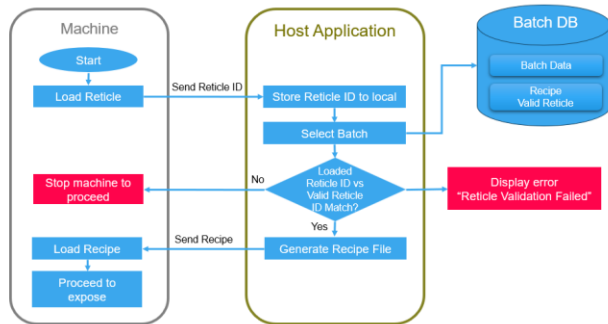 Machine
Host Application
Batch DB
Start
Load Reticle
Send Reticle ID
Store Reticle ID to local
Batch Data
Recipe
Valid Reticle
Select Batch
No
Loaded
Reticle ID vs
Valid Reticle
ID Match?
Stop machine to
proceed
Display error
“Reticle Validation Failed”
Yes
Load Recipe
Send Recipe
Generate Recipe File
Proceed to
expose